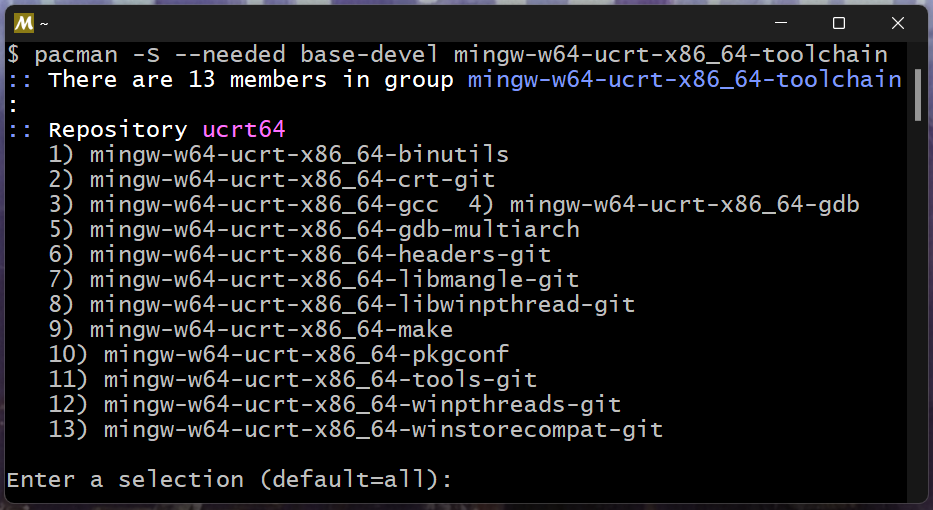 M ~
$ pacman -S --needed base-devel mingw-w64-ucrt-x86_64-toolchain
:: There are 13 members in group mingw-w64-ucrt-x86_64-toolchain
:
:: Repository ucrt64
   1) mingw-w64-ucrt-x86_64-binutils
   2) mingw-w64-ucrt-x86_64-crt-git
   3) mingw-w64-ucrt-x86_64-gcc  4) mingw-w64-ucrt-x86_64-gdb
   5) mingw-w64-ucrt-x86_64-gdb-multiarch
   6) mingw-w64-ucrt-x86_64-headers-git
   7) mingw-w64-ucrt-x86_64-libmangle-git
   8) mingw-w64-ucrt-x86_64-libwinpthread-git
   9) mingw-w64-ucrt-x86_64-make
   10) mingw-w64-ucrt-x86_64-pkgconf
   11) mingw-w64-ucrt-x86_64-tools-git
   12) mingw-w64-ucrt-x86_64-winpthreads-git
   13) mingw-w64-ucrt-x86_64-winstorecompat-git
Enter a selection (default=all):